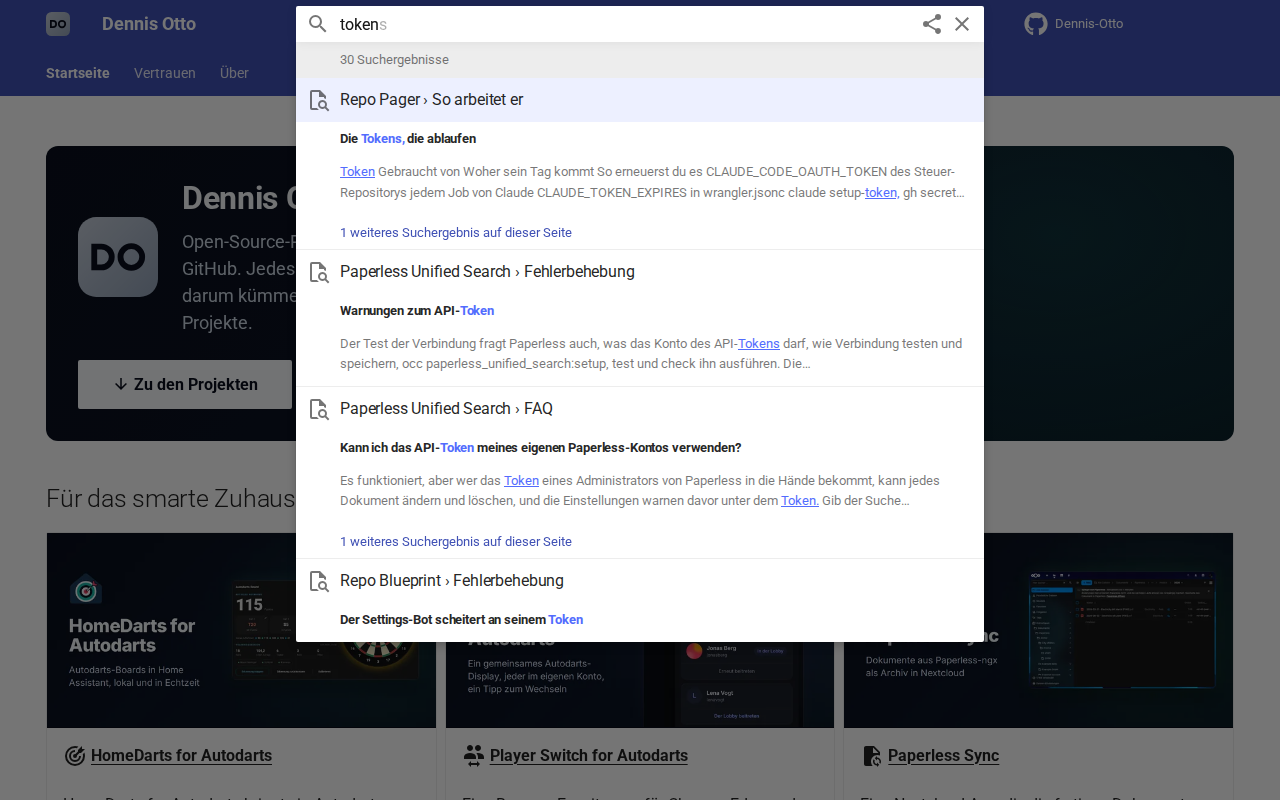 DO
Dennis Otto
tokens
Dennis-Otto
Startseite
Vertrauen
Über
30 Suchergebnisse
Repo Pager › So arbeitet er
Die Tokens, die ablaufen
Token Gebraucht von Woher sein Tag kommt So erneuerst du es CLAUDE_CODE_OAUTH_TOKEN des Steuer-
Repositorys jedem Job von Claude CLAUDE_TOKEN_EXPIRES in wrangler.jsonc claude setup-token, gh secret…
1 weiteres Suchergebnis auf dieser Seite
Paperless Unified Search › Fehlerbehebung
Warnungen zum API-Token
Der Test der Verbindung fragt Paperless auch, was das Konto des API-Tokens darf, wie Verbindung testen und
speichern, occ paperless_unified_search:setup, test und check ihn ausführen. Die…
Paperless Unified Search › FAQ
Kann ich das API-Token meines eigenen Paperless-Kontos verwenden?
Es funktioniert, aber wer das Token eines Administrators von Paperless in die Hände bekommt, kann jedes
Dokument ändern und löschen, und die Einstellungen warnen davor unter dem Token. Gib der Suche…
1 weiteres Suchergebnis auf dieser Seite
Repo Blueprint › Fehlerbehebung
Der Settings-Bot scheitert an seinem Token
DO
Dennis
Open-Source-
GitHub. Jedes
darum kümme
Projekte.
Zu den Projekten
Für das smarte Zuhaus
HomeDarts for
Autodarts
Autodarts-Boards in Home
Assistant, lokal und in Echtzeit
115
Autodarts
Ein gemeinsames Autodarts-
Display, jeder im eigenen Konto,
ein Tipp zum Wechseln
Jonas Berg
In der Lobby
Erneut beitreten
Lena Vogt
Der Lobby beitreten
Sync
Dokumente aus Paperless-ngx
als Archiv in Nextcloud
HomeDarts for Autodarts
Player Switch for Autodarts
Paperless Sync